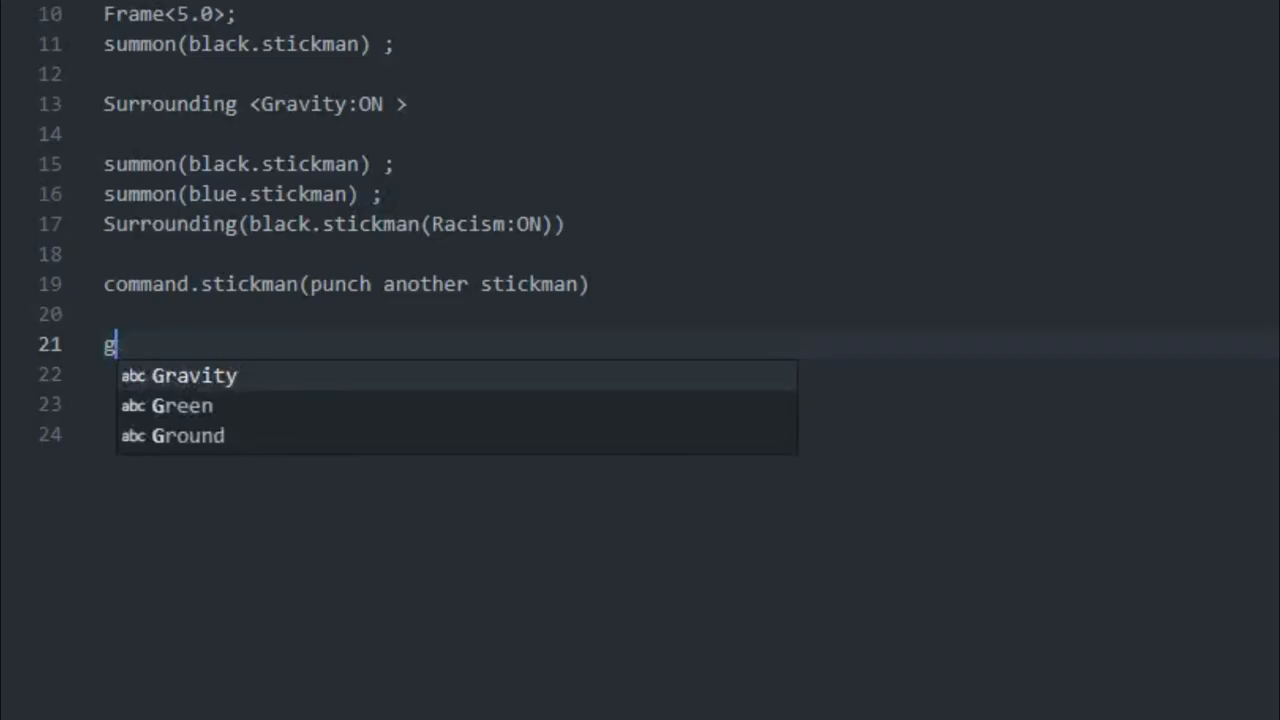 10 Frame<5.0>;
11 summon(black.stickman) ;
12
13 Surrounding <Gravity:ON >
14
15 summon(black.stickman) ;
16 summon(blue.stickman) ;
17 Surrounding(black.stickman(Racism:ON))
18
19 command.stickman(punch another stickman)
20
21 g
22 abc Gravity
23 abc Green
24 abc Ground